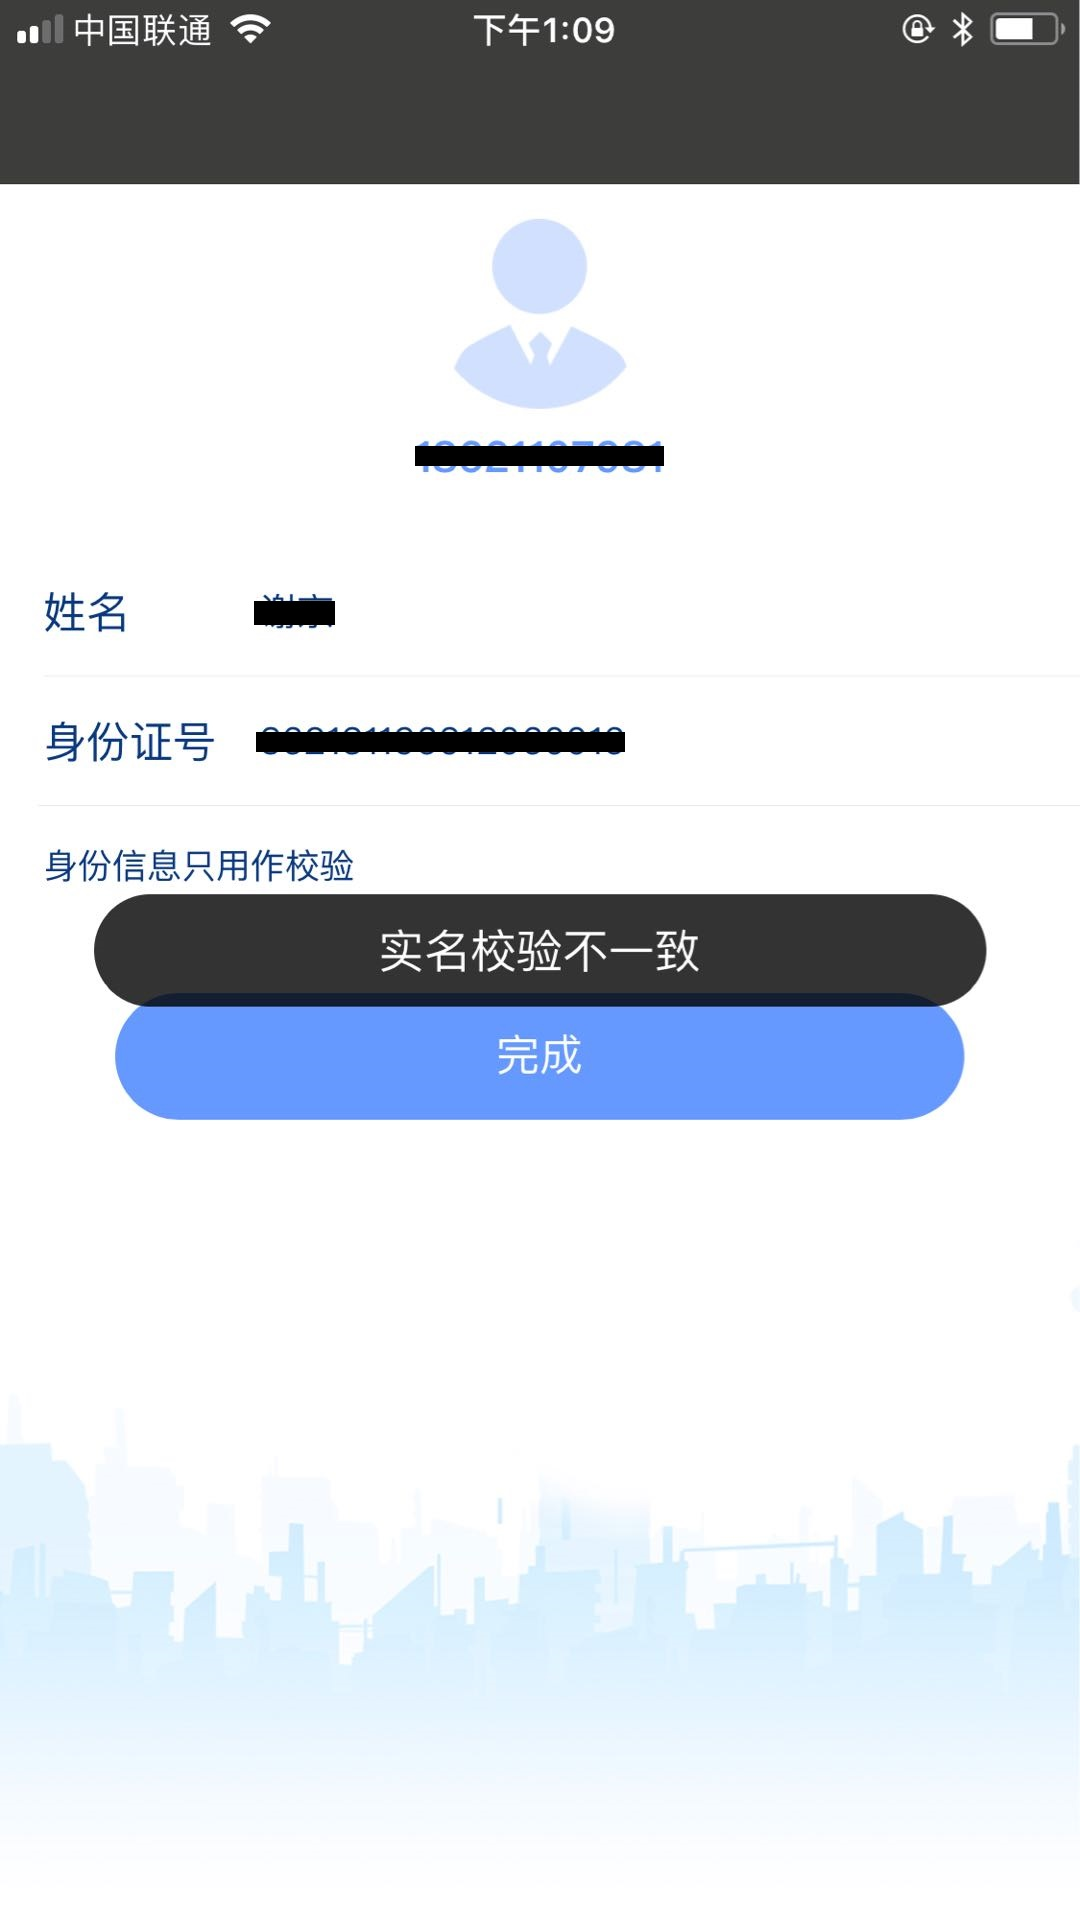 中国联通 下午1:09
姓名
身份证号
身份信息只用作校验
实名校验不一致
完成